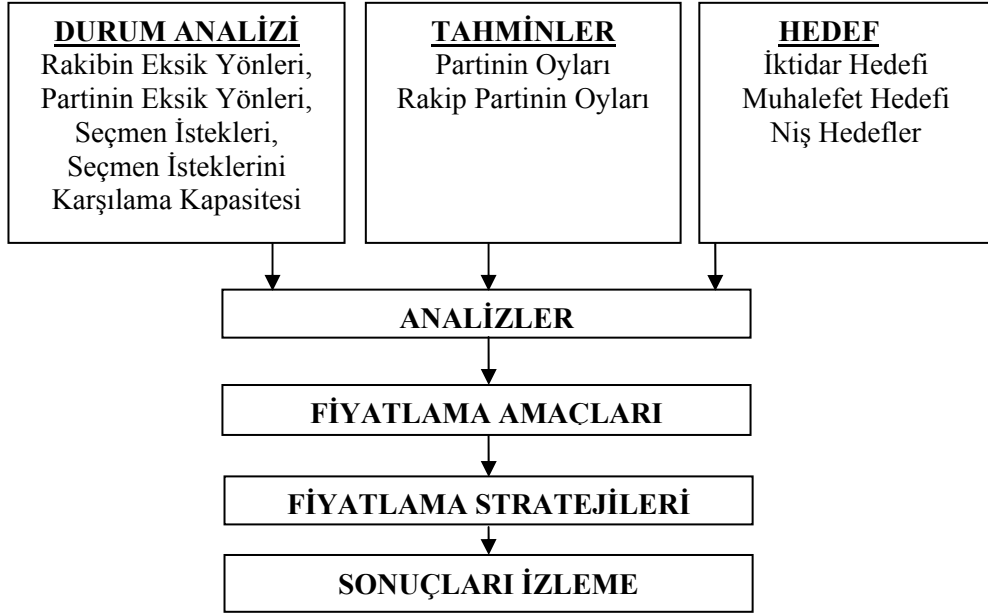 DURUM ANALİZİ
Rakibin Eksik Yönleri,
Partinin Eksik Yönleri,
Seçmen İstekleri,
Seçmen İsteklerini
Karşılama Kapasitesi
TAHMİNLER
Partinin Oyları
Rakip Partinin Oyları
HEDEF
İktidar Hedefi
Muhalefet Hedefi
Niş Hedefler
ANALİZLER
FİYATLAMA AMAÇLARI
FİYATLAMA STRATEJİLERİ
SONUÇLARI İZLEME